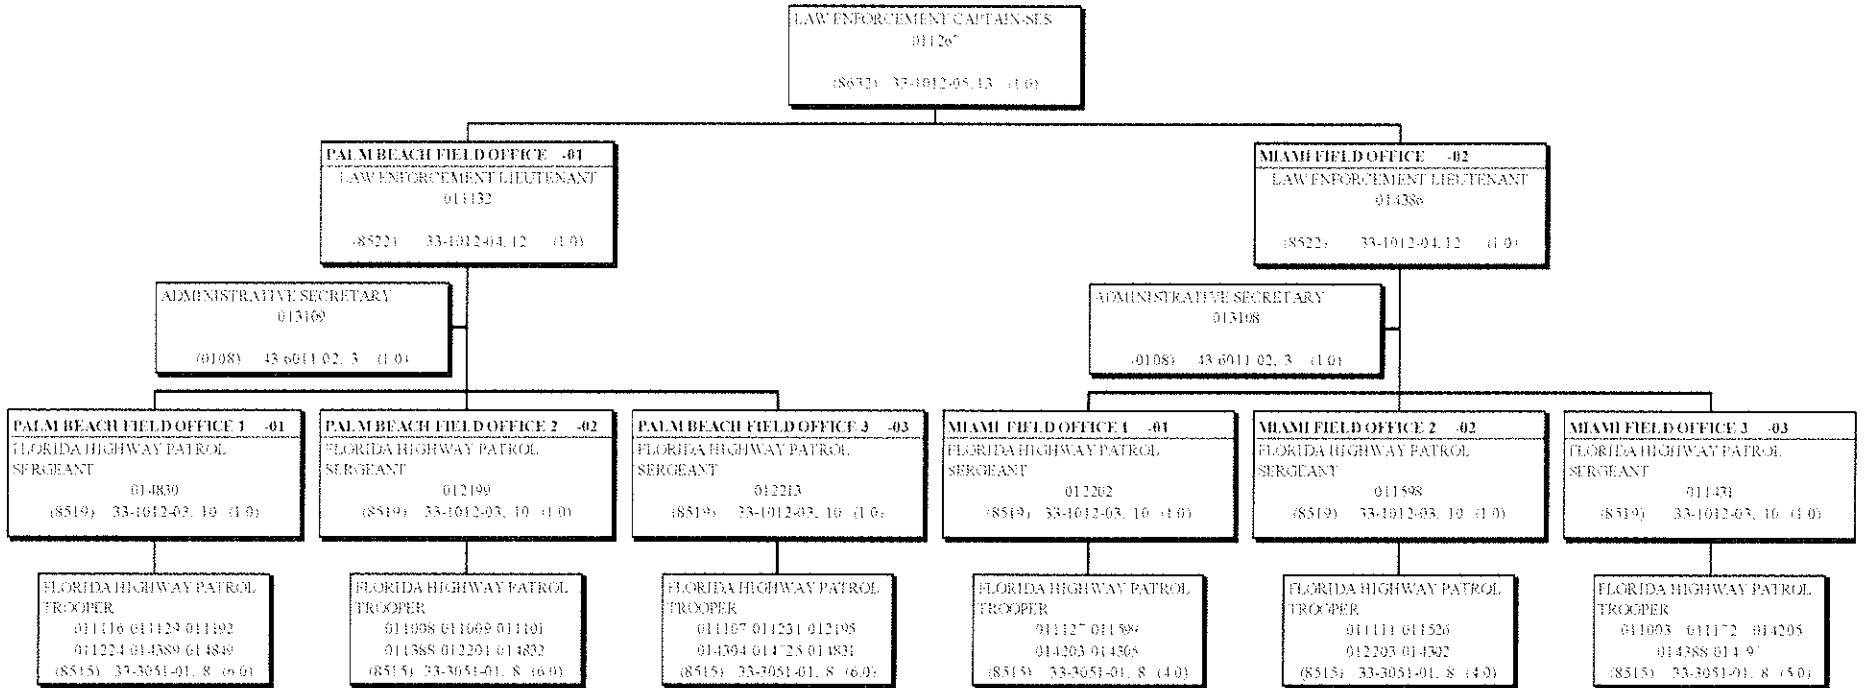 LAW ENFORCEMENT CAPTAIN-SES
(8632) 33-1012-05, 13 (1.0)
PALM BEACH FIELD OFFICE -01
LAW ENFORCEMENT LIEUTENANT
011132
(8522) 33-1012-04, 12 (1.0)
MIAMI FIELD OFFICE -02
LAW ENFORCEMENT LIEUTENANT
014386
(8522) 33-1012-04, 12 (1.0)
ADMINISTRATIVE SECRETARY
013109
(0108) 43-6011-02, 3 (1.0)
ADMINISTRATIVE SECRETARY
013108
(0108) 43-6011-02, 3 (1.0)
PALM BEACH FIELD OFFICE 1 -01
FLORIDA HIGHWAY PATROL
SERGEANT
014830
(8519) 33-1012-03, 10 (1.0)
PALM BEACH FIELD OFFICE 2 -02
FLORIDA HIGHWAY PATROL
SERGEANT
012199
(8519) 33-1012-03, 10 (1.0)
PALM BEACH FIELD OFFICE 3 -03
FLORIDA HIGHWAY PATROL
SERGEANT
012213
(8519) 33-1012-03, 10 (1.0)
MIAMI FIELD OFFICE 1 -01
FLORIDA HIGHWAY PATROL
SERGEANT
012202
(8519) 33-1012-03, 10 (1.0)
MIAMI FIELD OFFICE 2 -02
FLORIDA HIGHWAY PATROL
SERGEANT
011598
(8519) 33-1012-03, 10 (1.0)
MIAMI FIELD OFFICE 3 -03
FLORIDA HIGHWAY PATROL
SERGEANT
011431
(8519) 33-1012-03, 10 (1.0)
FLORIDA HIGHWAY PATROL
TROOPER
011116 011129 011192
011224 014389 014849
(8515) 33-3051-01, 8 (6.0)
FLORIDA HIGHWAY PATROL
TROOPER
011008 011009 011101
011388 012201 014832
(8515) 33-3051-01, 8 (6.0)
FLORIDA HIGHWAY PATROL
TROOPER
011107 011231 012195
014304 014831
(8515) 33-3051-01, 8 (6.0)
FLORIDA HIGHWAY PATROL
TROOPER
011127
014203 014305
(8515) 33-3051-01, 8 (4.0)
FLORIDA HIGHWAY PATROL
TROOPER
011111 011526
012203 014302
(8515) 33-3051-01, 8 (4.0)
FLORIDA HIGHWAY PATROL
TROOPER
011003 011172 014205
014388
(8515) 33-3051-01, 8 (5.0)